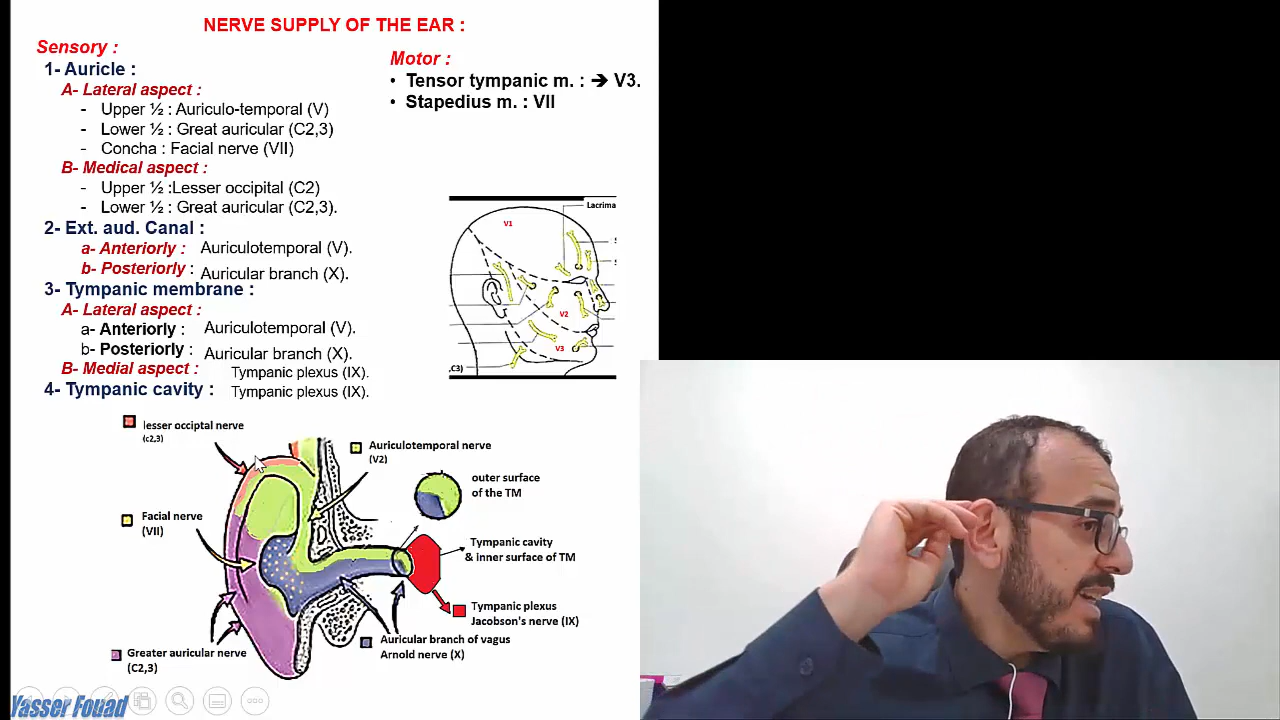 NERVE SUPPLY OF THE EAR :
Sensory :
1- Auricle :
A- Lateral aspect :
- Upper ½ : Auriculo-temporal (V)
- Lower ½ : Great auricular (C2,3)
- Concha : Facial nerve (VII)
B- Medical aspect :
- Upper ½ :Lesser occipital (C2)
- Lower ½ : Great auricular (C2,3).
2- Ext. aud. Canal :
a- Anteriorly : Auriculotemporal (V).
b- Posteriorly : Auricular branch (X).
3- Tympanic membrane :
A- Lateral aspect :
a- Anteriorly : Auriculotemporal (V).
b- Posteriorly : Auricular branch (X).
B- Medial aspect : Tympanic plexus (IX).
4- Tympanic cavity : Tympanic plexus (IX).
Motor :
• Tensor tympanic m. : ➔ V3.
• Stapedius m. : VII
Lacrima
V1
V2
V3
,C3)
lesser occiptal nerve
(c2,3)
Auriculotemporal nerve
(V2)
outer surface
of the TM
Facial nerve
(VII)
Tympanic cavity
& inner surface of TM
Tympanic plexus
Jacobson's nerve (IX)
Auricular branch of vagus
Arnold nerve (X)
Greater auricular nerve
(C2,3)
Yasser Fouad